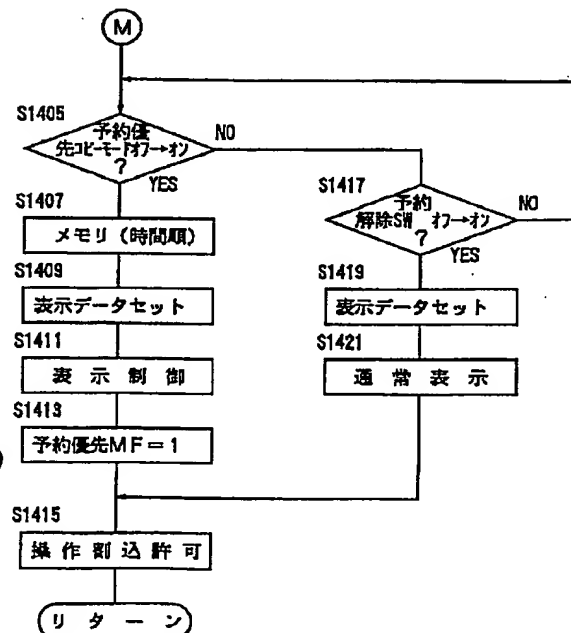 M
S1405
予約優
先コピーモードオフ→オン
?
NO
YES
S1407
メモリ（時間順）
S1409
表示データセット
S1411
表示制御
S1413
予約優先MF＝1
S1415
操作割込許可
リターン
S1417
予約
解除SW オフ→オン
?
NO
YES
S1419
表示データセット
S1421
通常表示